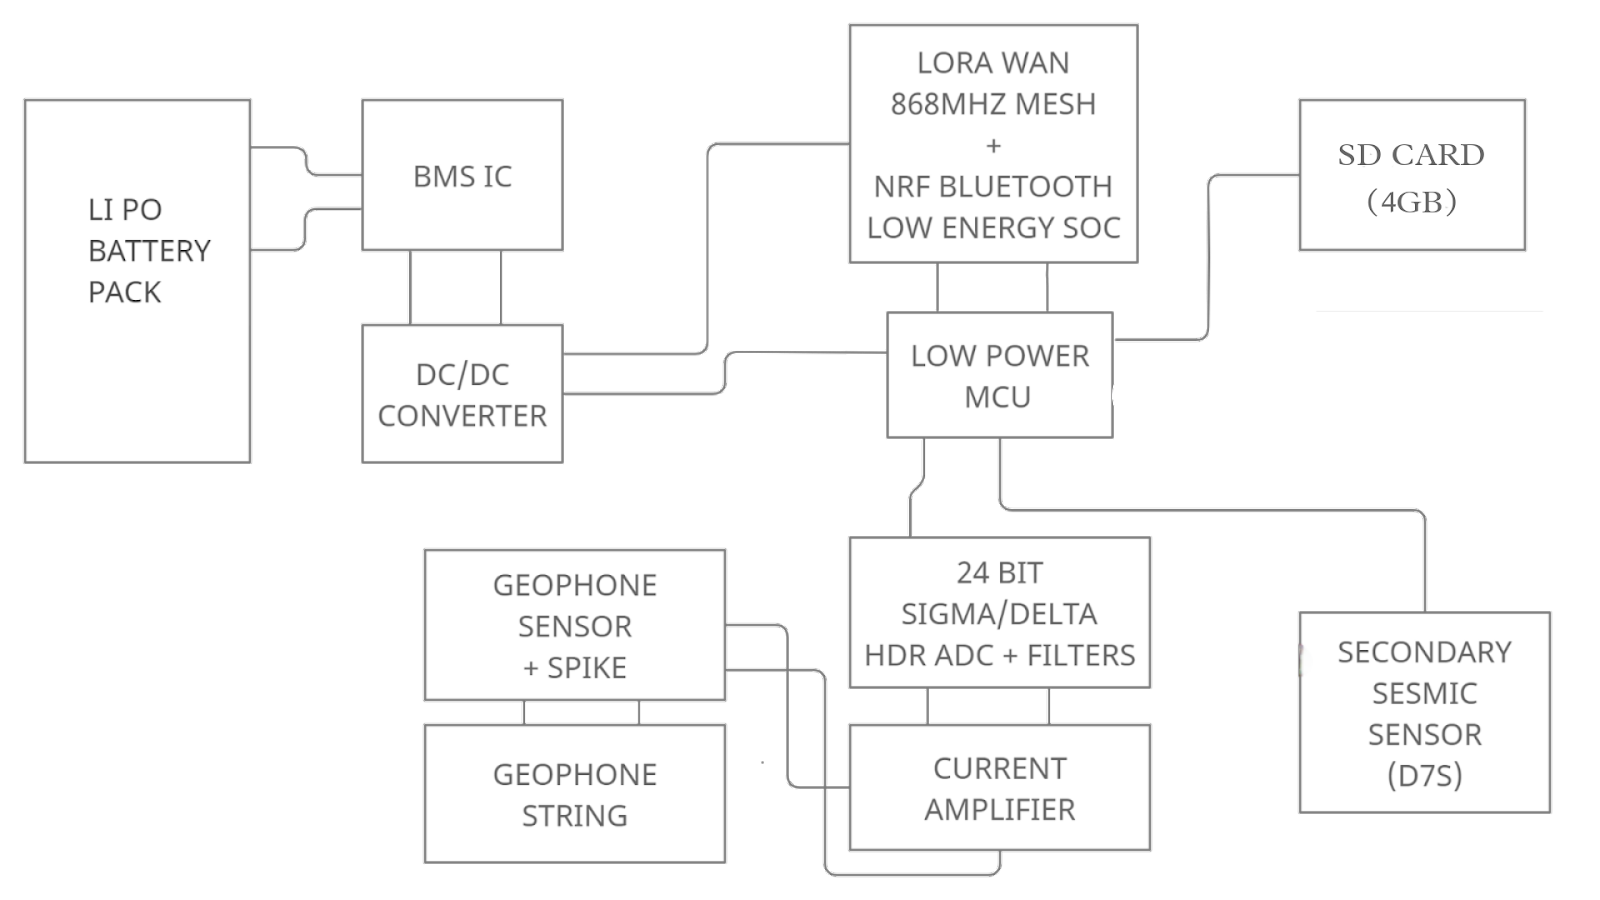 LI PO
BATTERY
PACK
BMS IC
DC/DC
CONVERTER
LORA WAN
868MHZ MESH
+
NRF BLUETOOTH
LOW ENERGY SOC
LOW POWER
MCU
SD CARD
(4GB)
GEOPHONE
SENSOR
+ SPIKE
GEOPHONE
STRING
24 BIT
SIGMA/DELTA
HDR ADC + FILTERS
CURRENT
AMPLIFIER
SECONDARY
SESMIC
SENSOR
(D7S)